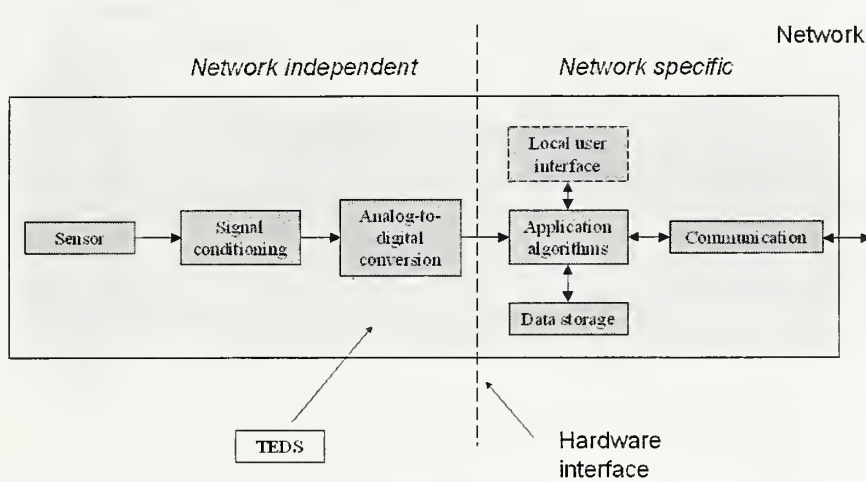 Network
Network independent
Network specific
Local user
interface
Sensor
Signal
conditioning
Analog-to-
digital
conversion
Application
algorithms
Communication
Data storage
TEDS
Hardware
interface